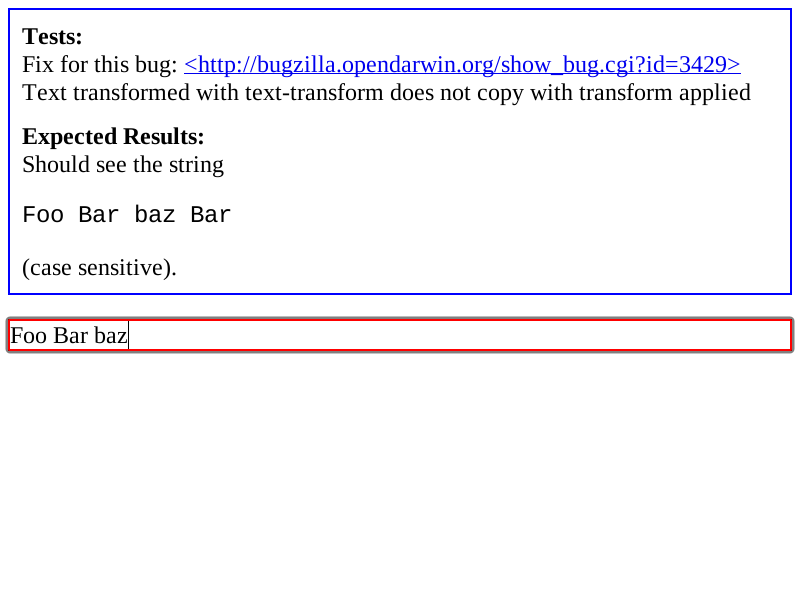 Tests:
Fix for this bug: <http://bugzilla.opendarwin.org/show_bug.cgi?id=3429>
Text transformed with text-transform does not copy with transform applied
Expected Results:
Should see the string
Foo Bar baz Bar
(case sensitive).
Foo Bar baz